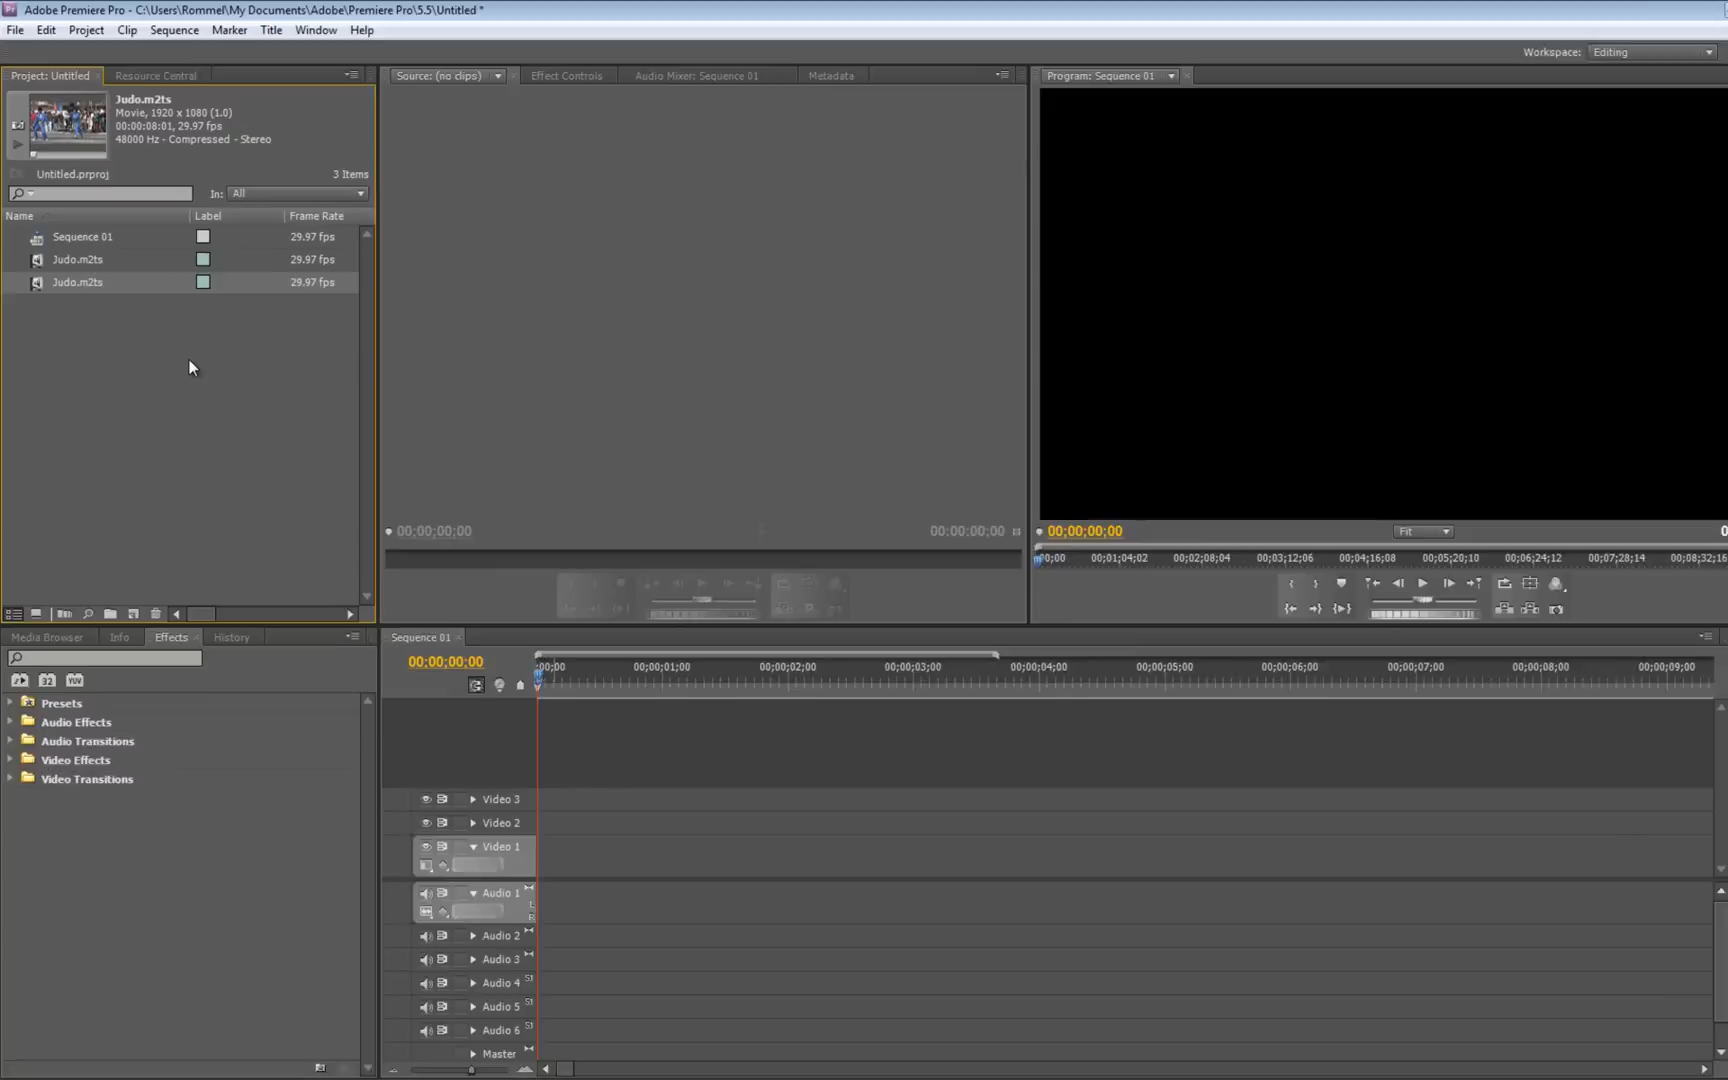 Adobe Premiere Pro - C:\Users\Rommel\My Documents\Adobe\Premiere Pro\5.5\Untitled *
File Edit Project Clip Sequence Marker Title Window Help
Workspace: Editing
Project: Untitled Resource Central
Source: (no clips) Effect Controls Audio Mixer: Sequence 01 Metadata
Program: Sequence 01
Judo.m2ts
Movie, 1920 x 1080 (1.0)
00:00:08:01, 29.97 fps
48000 Hz - Compressed - Stereo
Untitled.prproj 3 Items
In: All
Name Label Frame Rate
Sequence 01 29.97 fps
Judo.m2ts 29.97 fps
Judo.m2ts 29.97 fps
00;00;00;00 00:00:00;00
00;00;00;00 Fit 0
00;00 00;01;04;02 00;02;08;04 00;03;12;06 00;04;16;08 00;05;20;10 00;06;24;12 00;07;28;14 00;08;32;16
Media Browser Info Effects History
32 YUV
Presets
Audio Effects
Audio Transitions
Video Effects
Video Transitions
Sequence 01
00;00;00;00
;00;00 00;00;01;00 00;00;02;00 00;00;03;00 00;00;04;00 00;00;05;00 00;00;06;00 00;00;07;00 00;00;08;00 00;00;09;00
Video 3
Video 2
Video 1
Audio 1
L
R
Audio 2
Audio 3
Audio 4
Audio 5
Audio 6
Master